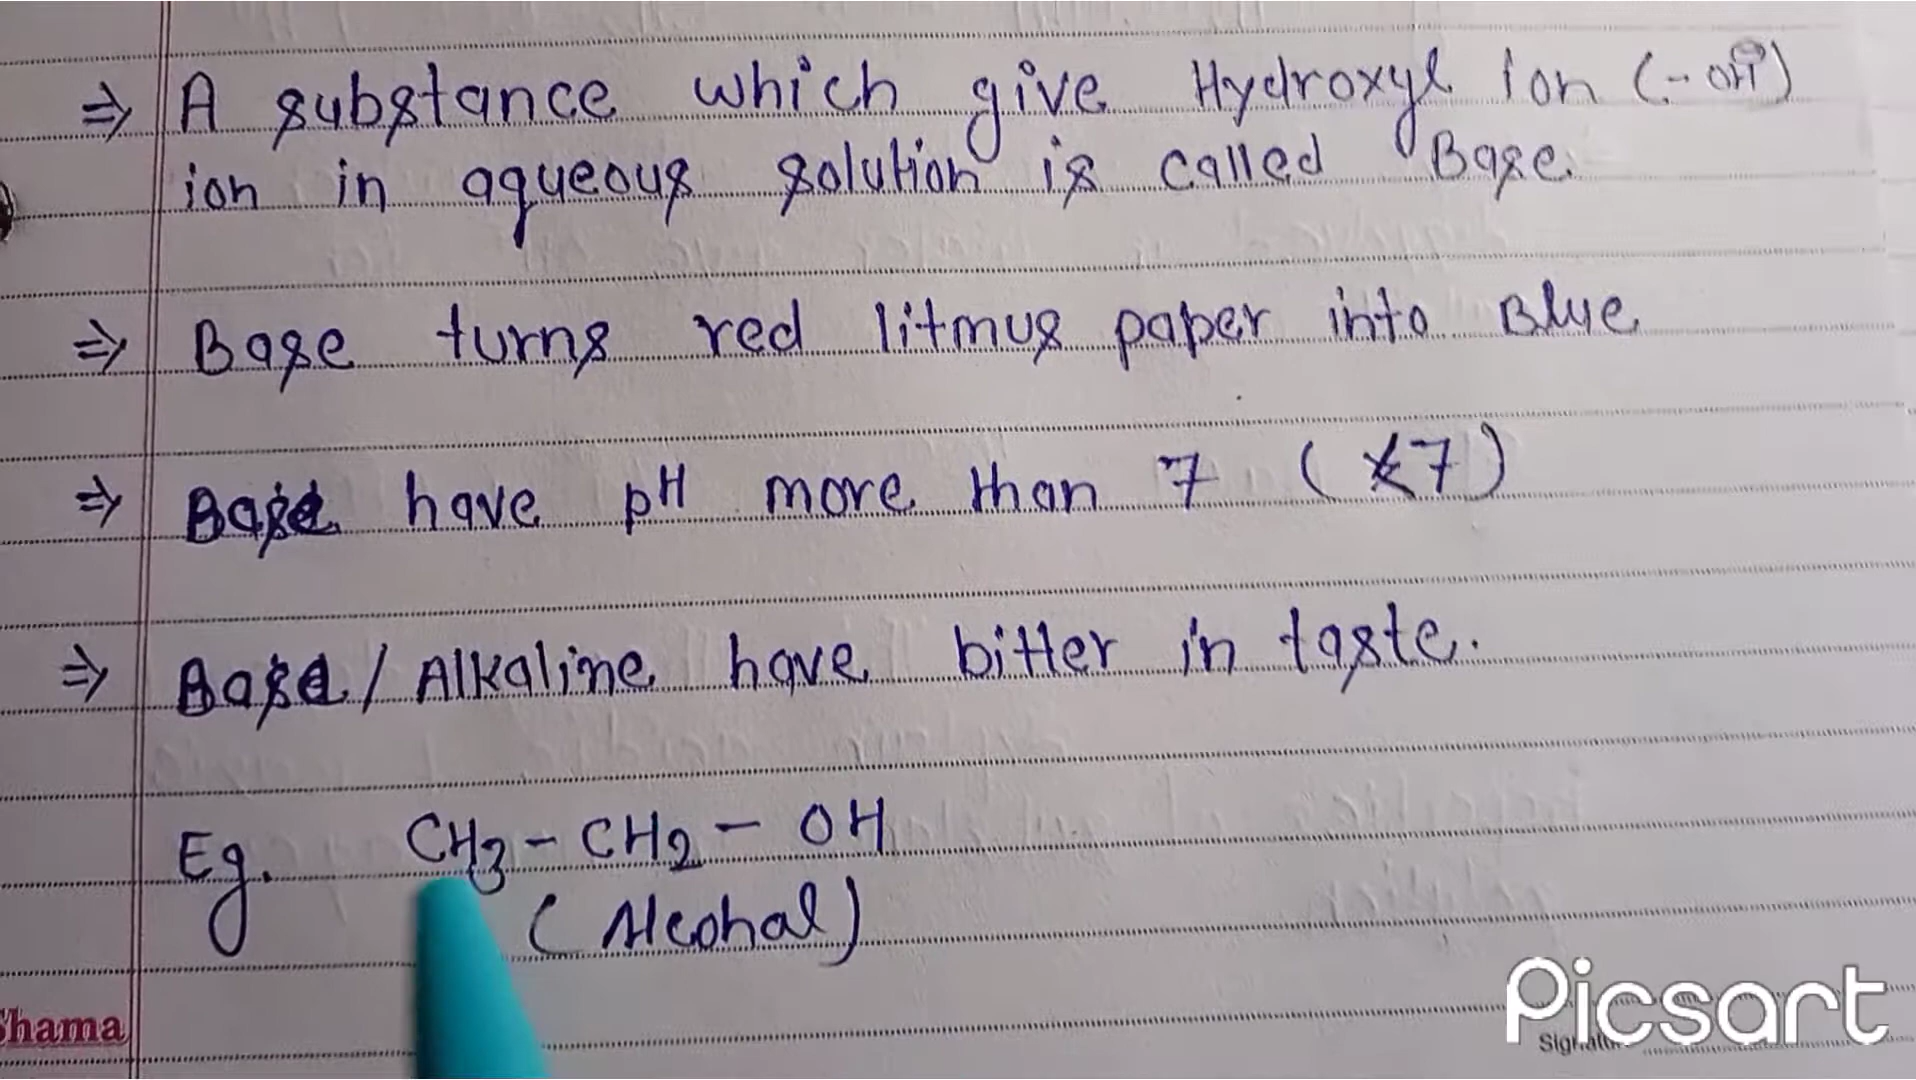 ⇒ A substance which give Hydroxyl ion (-OH⊖)
ion in aqueous solution is called Base.
⇒ Base turns red litmus paper into Blue
⇒ Base have pH more than 7 (<7)
⇒ Base / Alkaline have bitter in taste.
Eg. CH3 - CH2 - OH
(Alcohal)
Shama
Picsart
Signature